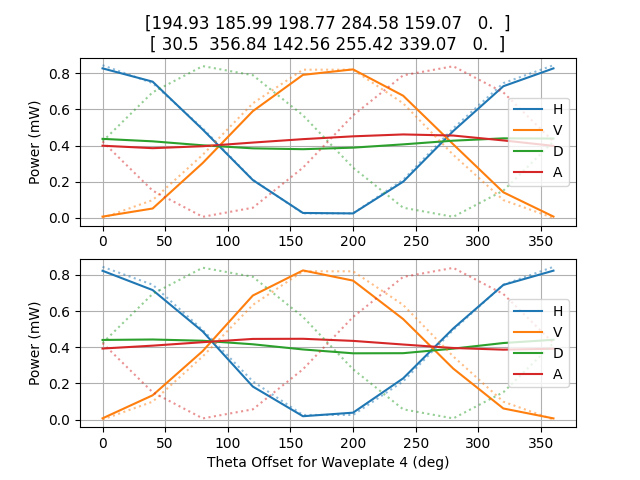 [194.93 185.99 198.77 284.58 159.07   0.  ]
[ 30.5  356.84 142.56 255.42 339.07   0.  ]
Power (mW)
0.8
0.6
0.4
0.2
0.0
H
V
D
A
0 50 100 150 200 250 300 350
Power (mW)
0.8
0.6
0.4
0.2
0.0
H
V
D
A
0 50 100 150 200 250 300 350
Theta Offset for Waveplate 4 (deg)